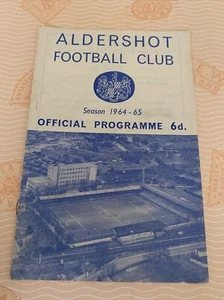 ALDERSHOT
FOOTBALL CLUB
Season 1964-65
OFFICIAL PROGRAMME 6d.